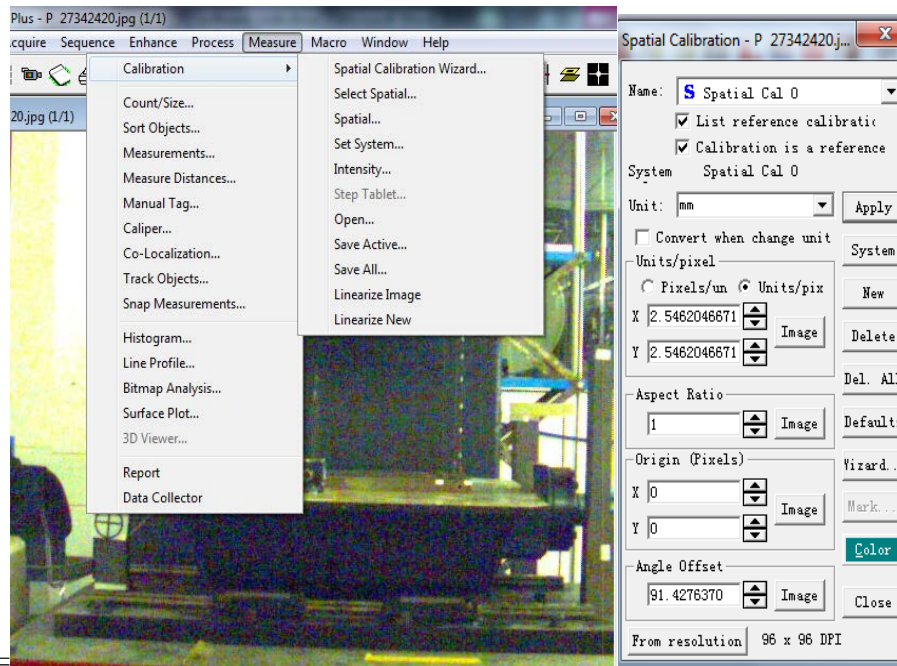 Plus - P 27342420.jpg (1/1)
Sequence Enhance Process Measure Macro Window Help
20.jpg (1/1)
Calibration
Count/Size...
Sort Objects...
Measurements...
Measure Distances...
Manual Tag...
Caliper...
Co-Localization...
Track Objects...
Snap Measurements...
Histogram...
Line Profile...
Bitmap Analysis...
Surface Plot...
3D Viewer...
Report
Data Collector
Spatial Calibration Wizard...
Select Spatial...
Spatial...
Set System...
Intensity...
Step Tablet...
Open...
Save Active...
Save All...
Linearize Image
Linearize New
Spatial Calibration - P 27342420.j...
Name: S Spatial Cal 0
List reference
Calibration is a reference
System Spatial Cal 0
Unit: mm Apply
Convert when change unit
System
Units/pixel
Pixels/un Units/pix
New
X 2.5462046671
Image
Delete
Y 2.5462046671
Del. All
Aspect Ratio
1 Image
Default
Origin (Pixels)
Wizard..
X 0
Image
Mark...
Y 0
Color
Angle Offset
91.4276370 Image
Close
From resolution 96 x 96 DPI